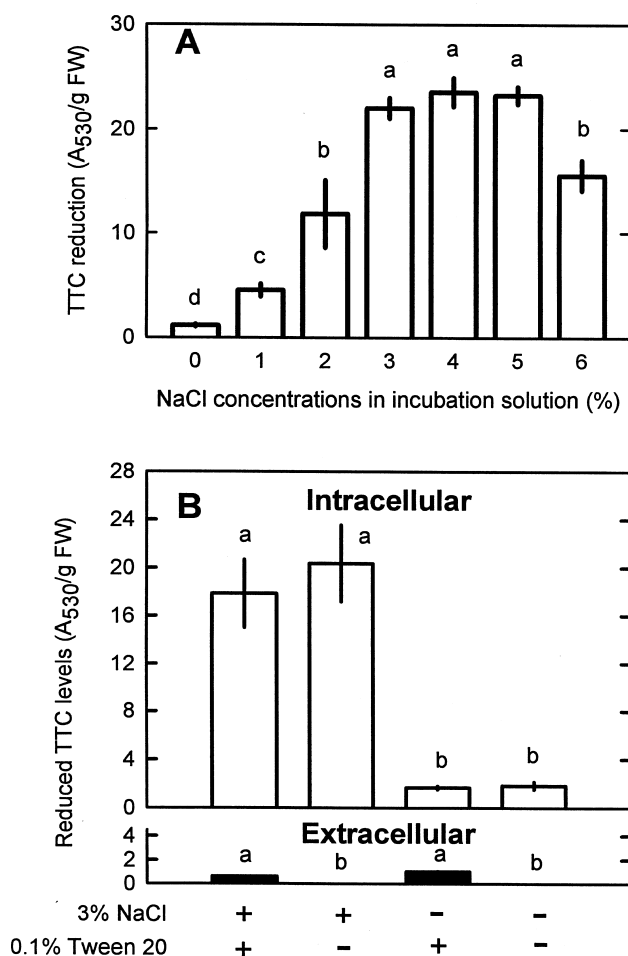 A
TTC reduction (A530/g FW)
30
20
10
0
d
c
b
a
a
a
b
0 1 2 3 4 5 6
NaCl concentrations in incubation solution (%)
B
Intracellular
Reduced TTC levels (A530/g FW)
28
24
20
16
12
8
4
0
a
a
b
b
Extracellular
4
2
0
a
b
a
b
3% NaCl + + − −
0.1% Tween 20 + − + −